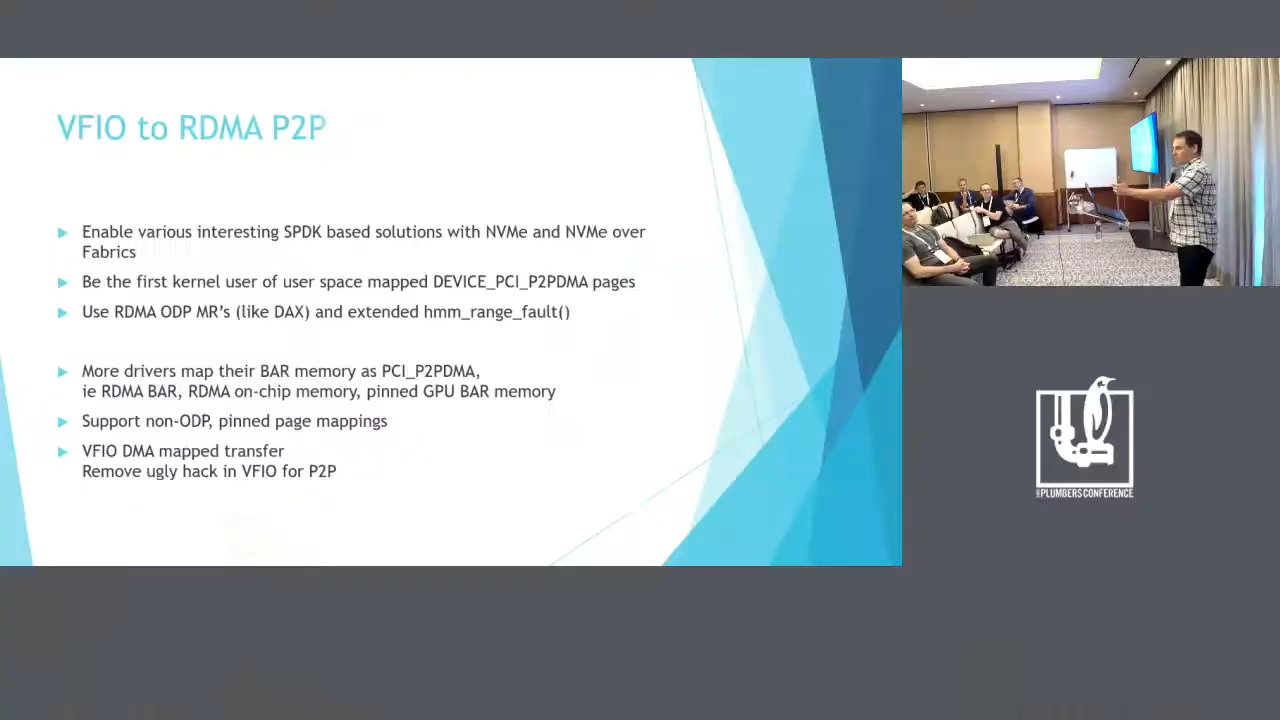 VFIO to RDMA P2P
Enable various interesting SPDK based solutions with NVMe and NVMe over
Fabrics
Be the first kernel user of user space mapped DEVICE_PCI_P2PDMA pages
Use RDMA ODP MR's (like DAX) and extended hmm_range_fault()
More drivers map their BAR memory as PCI_P2PDMA,
ie RDMA BAR, RDMA on-chip memory, pinned GPU BAR memory
Support non-ODP, pinned page mappings
VFIO DMA mapped transfer
Remove ugly hack in VFIO for P2P
PLUMBERS CONFERENCE